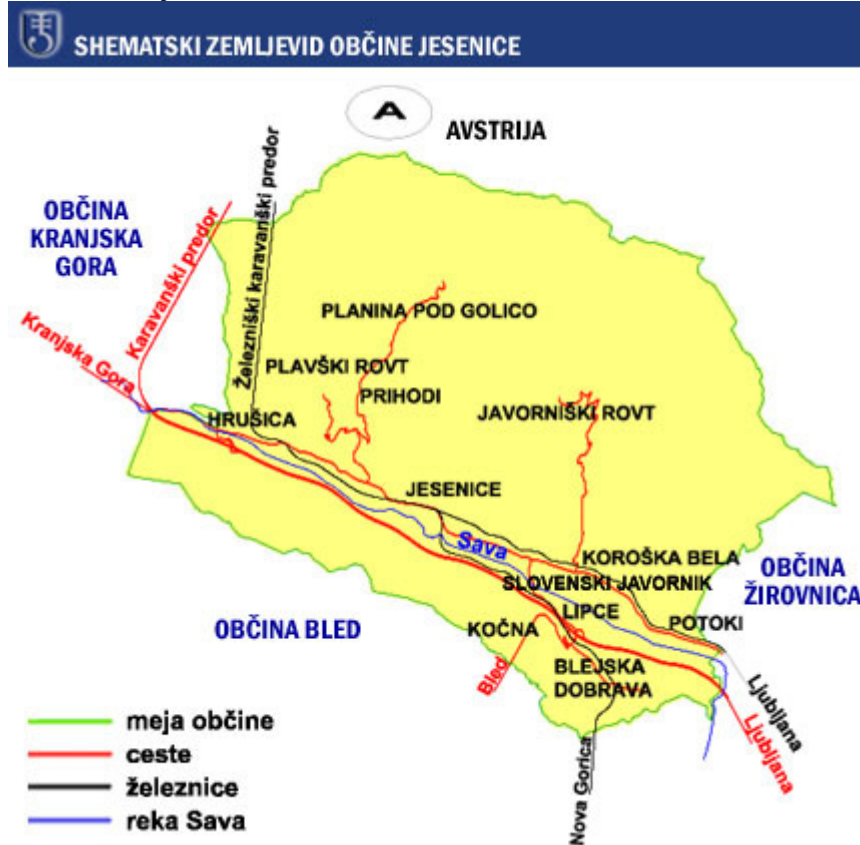 SHEMATSKI ZEMLJEVID OBČINE JESENICE
A
AVSTRIJA
OBČINA
KRANJSKA
GORA
Karavanški predor
Železniški karavanški predor
Kranjska Gora
PLANINA POD GOLICO
PLAVŠKI ROVT
PRIHODI
JAVORNIŠKI ROVT
HRUŠICA
JESENICE
Sava
KOROŠKA BELA
SLOVENSKI JAVORNIK
OBČINA
ŽIROVNICA
LIPCE
POTOKI
KOČNA
OBČINA BLED
BLEJSKA
DOBRAVA
Bled
Ljubljana
Ljubljana
Nova Gorica
meja občine
ceste
železnice
reka Sava